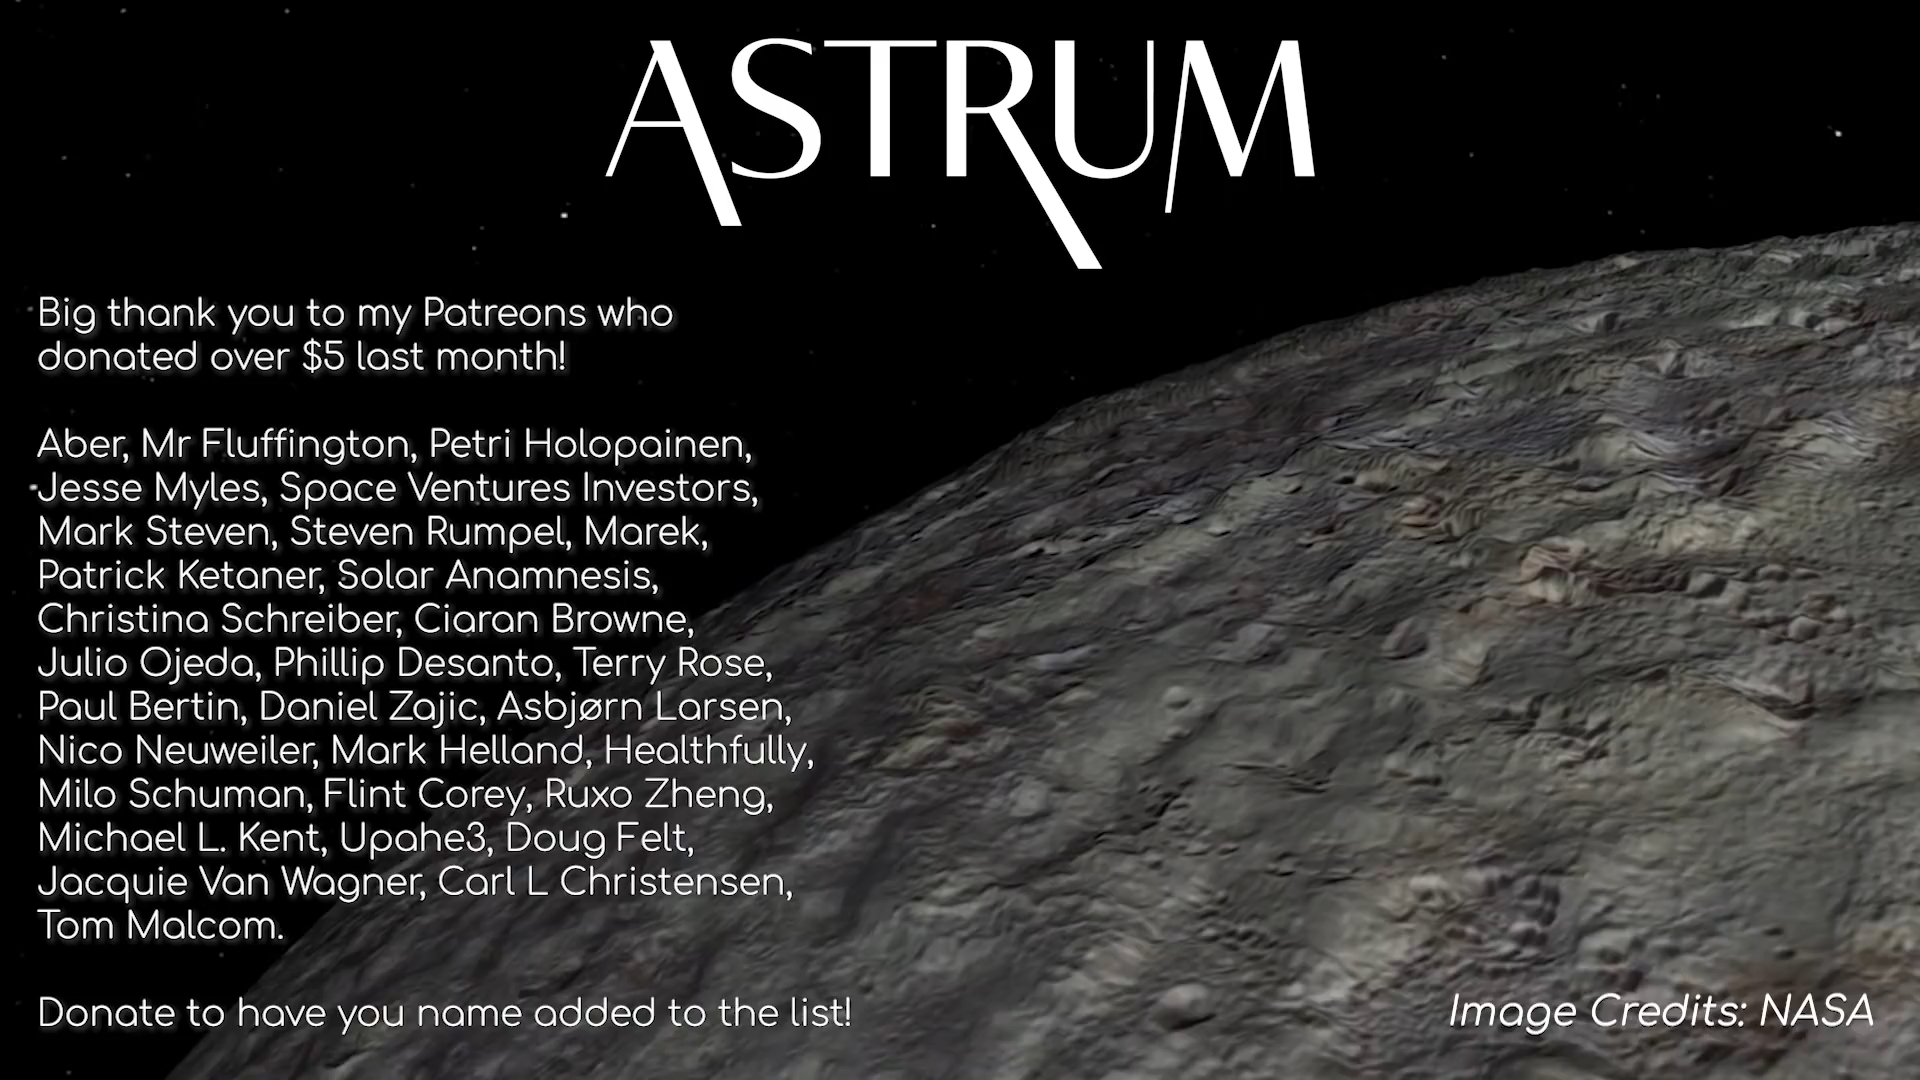 ASTRUM
Big thank you to my Patreons who
donated over $5 last month!
Aber, Mr Fluffington, Petri Holopainen,
Jesse Myles, Space Ventures Investors,
Mark Steven, Steven Rumpel, Marek,
Patrick Ketaner, Solar Anamnesis,
Christina Schreiber, Ciaran Browne,
Julio Ojeda, Phillip Desanto, Terry Rose,
Paul Bertin, Daniel Zajic, Asbjørn Larsen,
Nico Neuweiler, Mark Helland, Healthfully,
Milo Schuman, Flint Corey, Ruxo Zheng,
Michael L. Kent, Upahe3, Doug Felt,
Jacquie Van Wagner, Carl L Christensen,
Tom Malcom.
Donate to have you name added to the list!
Image Credits: NASA